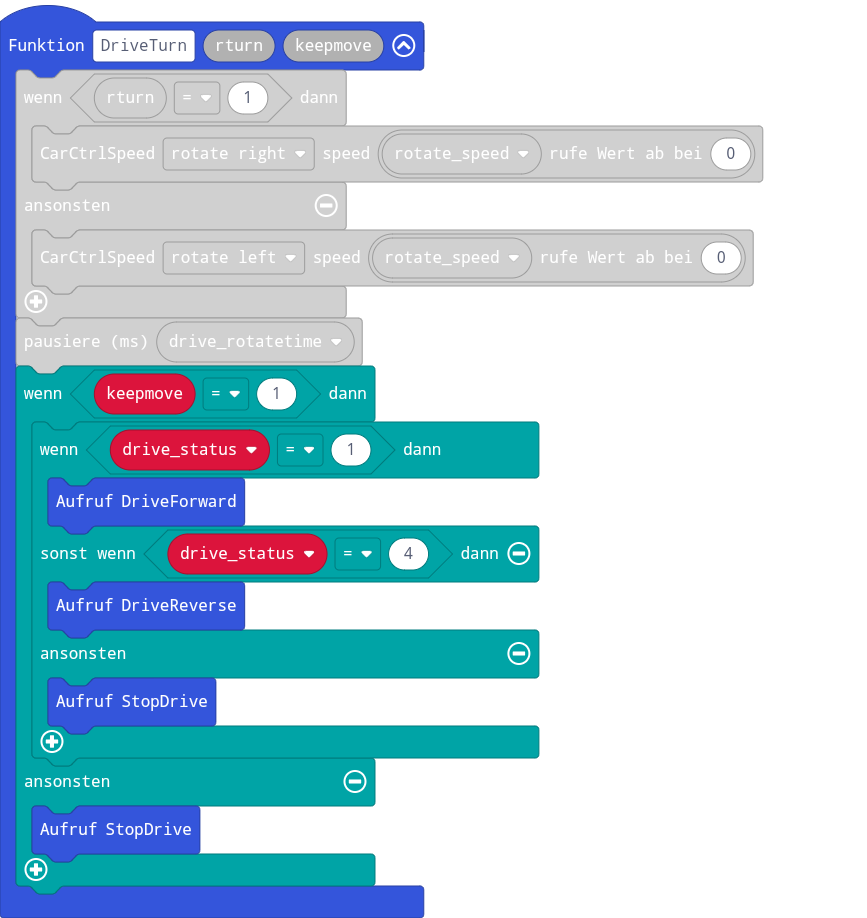 Funktion DriveTurn rturn keepmove
wenn rturn = 1 dann
CarCtrlSpeed rotate right speed rotate_speed rufe Wert ab bei 0
ansonsten
CarCtrlSpeed rotate left speed rotate_speed rufe Wert ab bei 0
pausiere (ms) drive_rotatetime
wenn keepmove = 1 dann
wenn drive_status = 1 dann
Aufruf DriveForward
sonst wenn drive_status = 4 dann
Aufruf DriveReverse
ansonsten
Aufruf StopDrive
ansonsten
Aufruf StopDrive